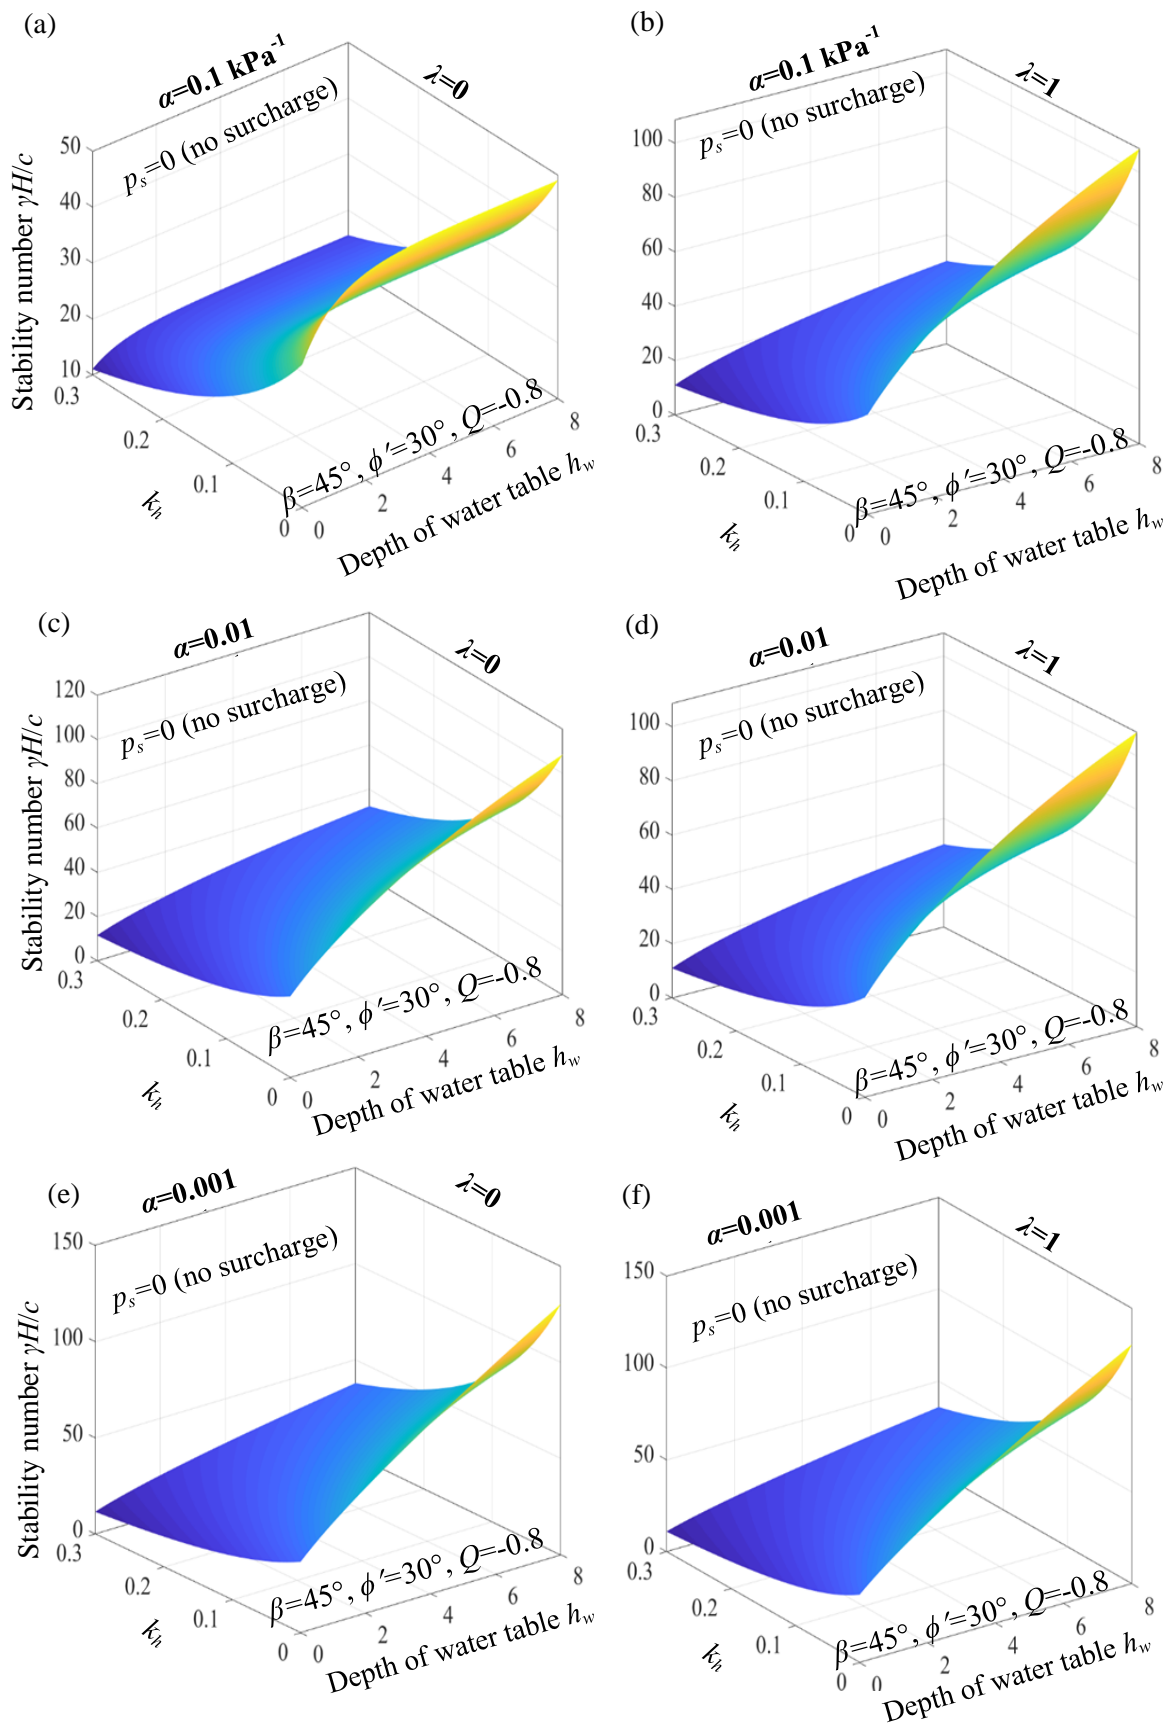 (a)
α=0.1 kPa⁻¹
λ=0
pₛ=0 (no surcharge)
Stability number γH/c
50
40
30
20
10
0.3
0.2
0.1
0
kₕ
0
2
4
6
8
β=45°, ϕ′=30°, Q=-0.8
Depth of water table h_w
(b)
α=0.1 kPa⁻¹
λ=1
pₛ=0 (no surcharge)
100
80
60
40
20
0
0.3
0.2
0.1
0
kₕ
0
2
4
6
8
β=45°, ϕ′=30°, Q=-0.8
Depth of water table h_w
(c)
α=0.01
λ=0
pₛ=0 (no surcharge)
Stability number γH/c
120
100
80
60
40
20
0
0.3
0.2
0.1
0
kₕ
0
2
4
6
8
β=45°, ϕ′=30°, Q=-0.8
Depth of water table h_w
(d)
α=0.01
λ=1
pₛ=0 (no surcharge)
100
80
60
40
20
0
0.3
0.2
0.1
0
kₕ
0
2
4
6
8
β=45°, ϕ′=30°, Q=-0.8
Depth of water table h_w
(e)
α=0.001
λ=0
pₛ=0 (no surcharge)
Stability number γH/c
150
100
50
0
0.3
0.2
0.1
0
kₕ
0
2
4
6
8
β=45°, ϕ′=30°, Q=-0.8
Depth of water table h_w
(f)
α=0.001
λ=1
pₛ=0 (no surcharge)
150
100
50
0
0.3
0.2
0.1
0
kₕ
0
2
4
6
8
β=45°, ϕ′=30°, Q=-0.8
Depth of water table h_w